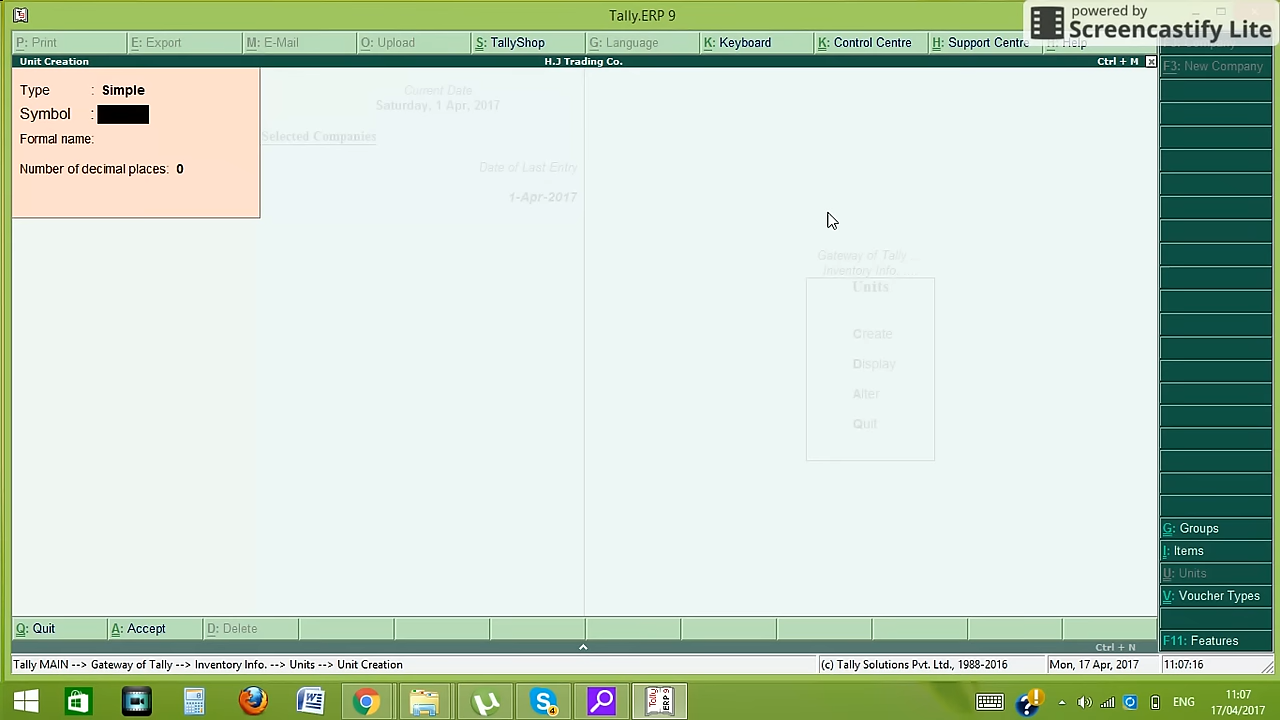 Tally.ERP 9
powered by
Screencastify Lite
P: Print
E: Export
M: E-Mail
O: Upload
S: TallyShop
G: Language
K: Keyboard
K: Control Centre
H: Support Centre
H: Help
Unit Creation
H.J Trading Co.
Ctrl + M
F3: New Company
Type : Simple
Symbol :
Formal name:
Number of decimal places: 0
Current Date
Saturday, 1 Apr, 2017
Selected Companies
Date of Last Entry
1-Apr-2017
Gateway of Tally ...
Inventory Info. ...
Units
Create
Display
Alter
Quit
G: Groups
I: Items
U: Units
V: Voucher Types
F11: Features
Q: Quit
A: Accept
D: Delete
Ctrl + N
Tally MAIN --> Gateway of Tally --> Inventory Info. --> Units --> Unit Creation
(c) Tally Solutions Pvt. Ltd., 1988-2016
Mon, 17 Apr, 2017
11:07:16
Tally
ERP 9
4
ENG
11:07
17/04/2017